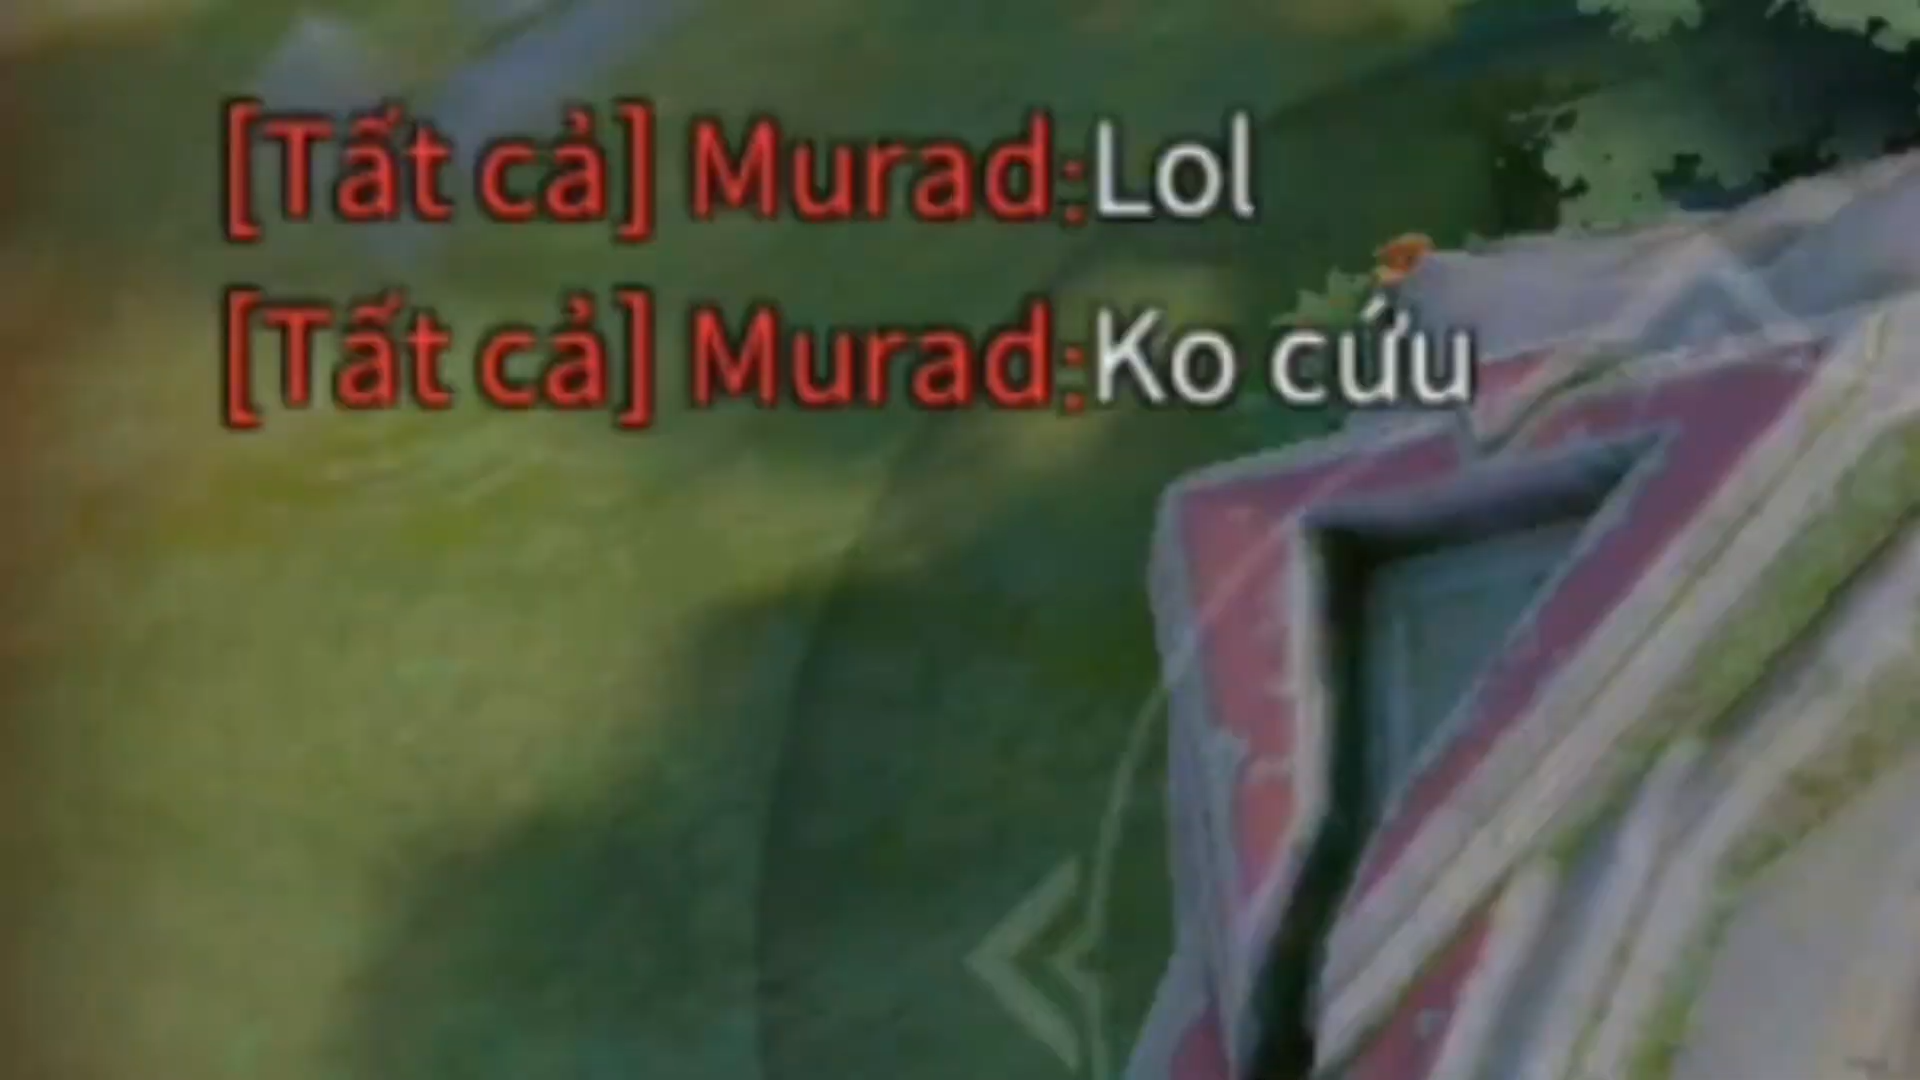 [Tất cả] Murad:Lol
[Tất cả] Murad:Ko cứu